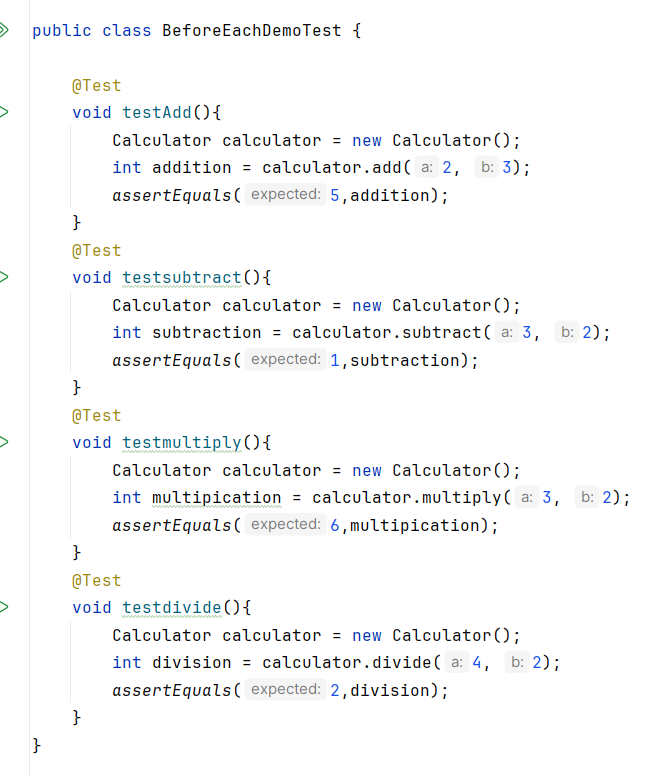 public class BeforeEachDemoTest {
@Test
void testAdd(){
Calculator calculator = new Calculator();
int addition = calculator.add( a: 2, b: 3);
assertEquals( expected: 5,addition);
}
@Test
void testsubtract(){
Calculator calculator = new Calculator();
int subtraction = calculator.subtract( a: 3, b: 2);
assertEquals( expected: 1,subtraction);
}
@Test
void testmultiply(){
Calculator calculator = new Calculator();
int multipication = calculator.multiply( a: 3, b: 2);
assertEquals( expected: 6,multipication);
}
@Test
void testdivide(){
Calculator calculator = new Calculator();
int division = calculator.divide( a: 4, b: 2);
assertEquals( expected: 2,division);
}
}